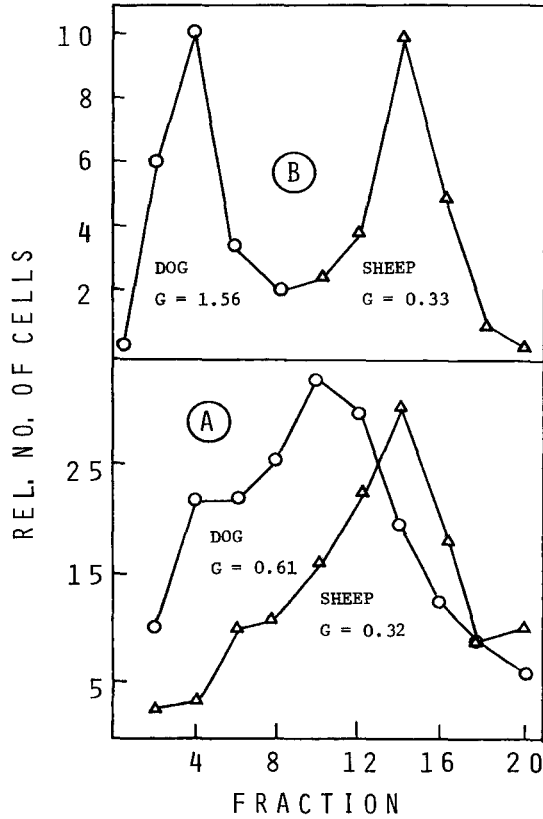 REL. NO. OF CELLS
10
8
6
4
2
B
DOG
G = 1.56
SHEEP
G = 0.33
25
15
5
A
DOG
G = 0.61
SHEEP
G = 0.32
4
8
12
16
20
FRACTION